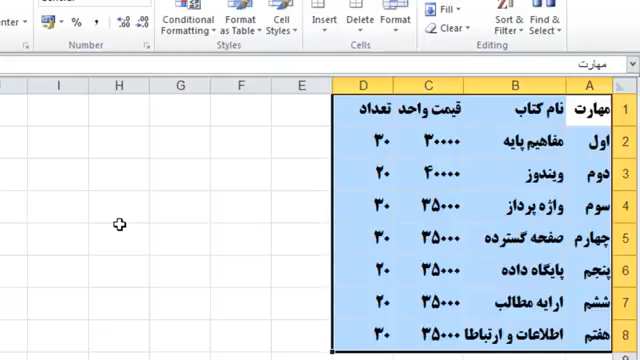 General
Conditional Formatting
Format as Table
Cell Styles
Insert
Delete
Format
Fill
Clear
Sort & Filter
Find & Select
Number
Styles
Cells
Editing
مهارت
I H G F E D C B A
1 مهارت نام کتاب قیمت واحد تعداد
2 اول مفاهیم پایه ۳۰۰۰۰ ۳۰
3 دوم ویندوز ۴۰۰۰۰ ۲۰
4 سوم واژه پرداز ۳۵۰۰۰ ۳۰
5 چهارم صفحه گسترده ۳۵۰۰۰ ۳۰
6 پنجم پایگاه داده ۳۵۰۰۰ ۲۰
7 ششم ارایه مطالب ۳۵۰۰۰ ۲۰
8 هفتم اطلاعات و ارتباطا ۳۵۰۰۰ ۳۰